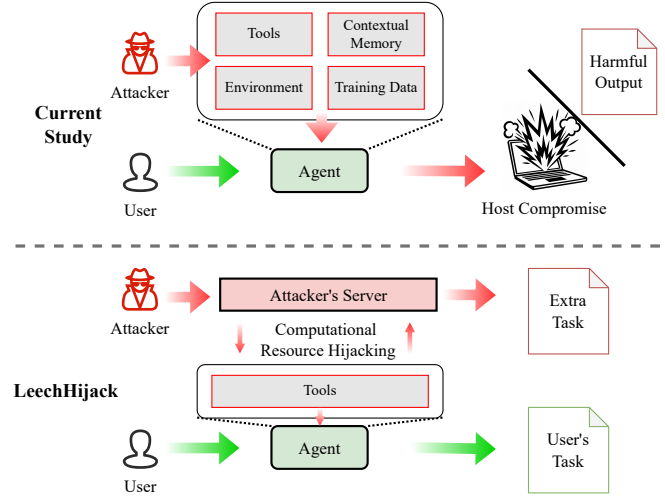 Tools
Contextual
Memory
Environment
Training Data
Attacker
Current
Study
User
Agent
Harmful
Output
Host Compromise
Attacker
Attacker's Server
Extra
Task
Computational
Resource Hijacking
LeechHijack
Tools
User
Agent
User's
Task